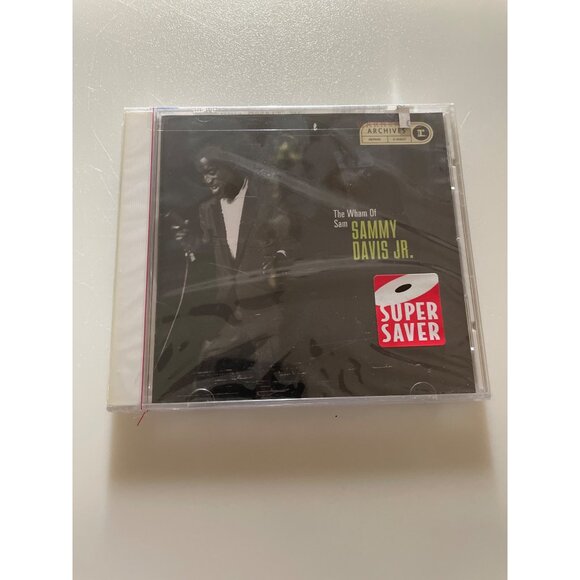 ARCHIVES
The Wham Of
Sam
SAMMY
DAVIS JR.
SUPER
SAVER